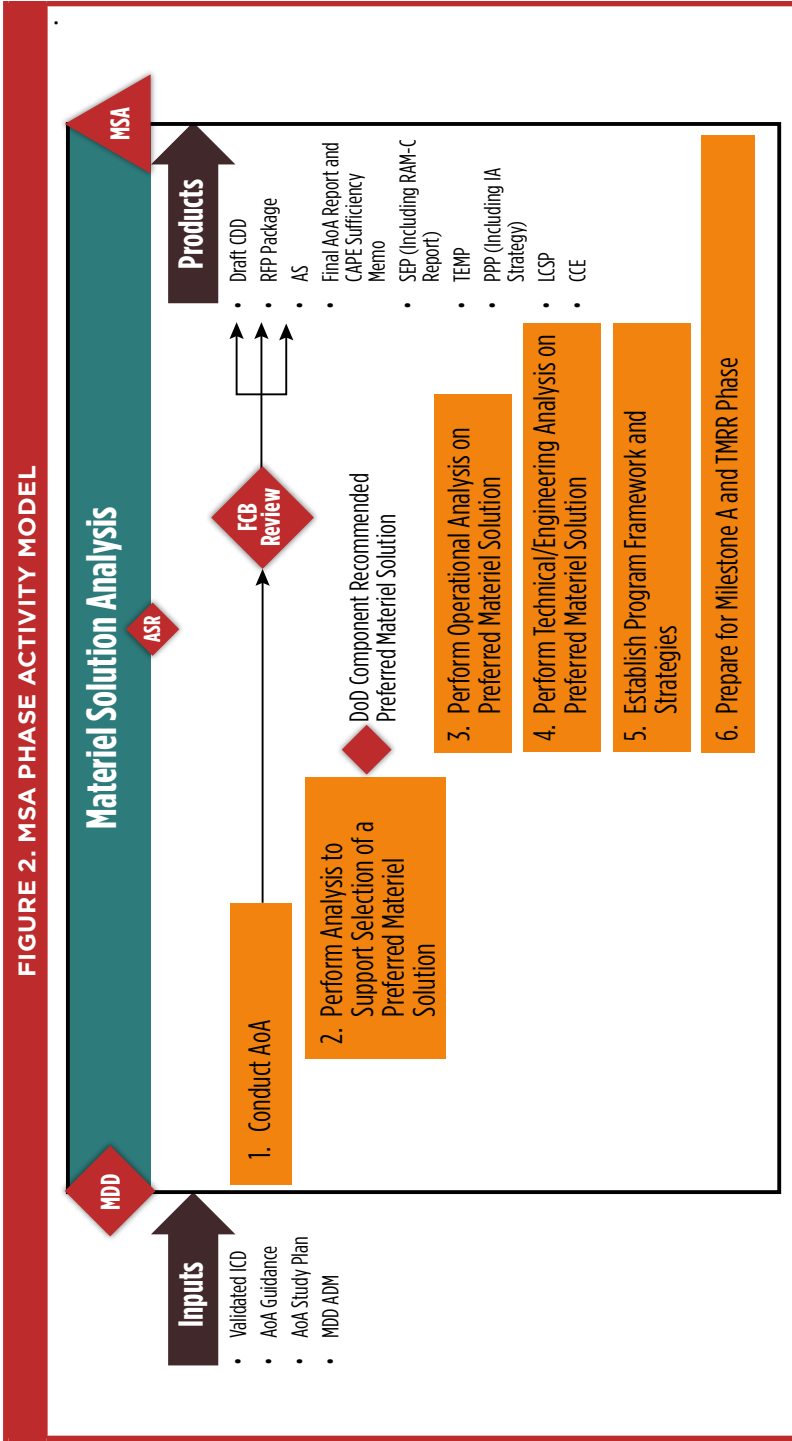 FIGURE 2. MSA PHASE ACTIVITY MODEL
Materiel Solution Analysis
MDD
ASR
MSA
Inputs
• Validated ICD
• AoA Guidance
• AoA Study Plan
• MDD ADM
1. Conduct AoA
FCB
Review
2. Perform Analysis to
Support Selection of a
Preferred Materiel
Solution
DoD Component Recommended
Preferred Materiel Solution
3. Perform Operational Analysis on
Preferred Materiel Solution
4. Perform Technical/Engineering Analysis on
Preferred Materiel Solution
5. Establish Program Framework and
Strategies
6. Prepare for Milestone A and TMRR Phase
Products
• Draft CDD
• RFP Package
• AS
• Final AoA Report and
CAPE Sufficiency
Memo
• SEP (Including RAM-C
Report)
• TEMP
• PPP (Including IA
Strategy)
• LCSP
• CCE